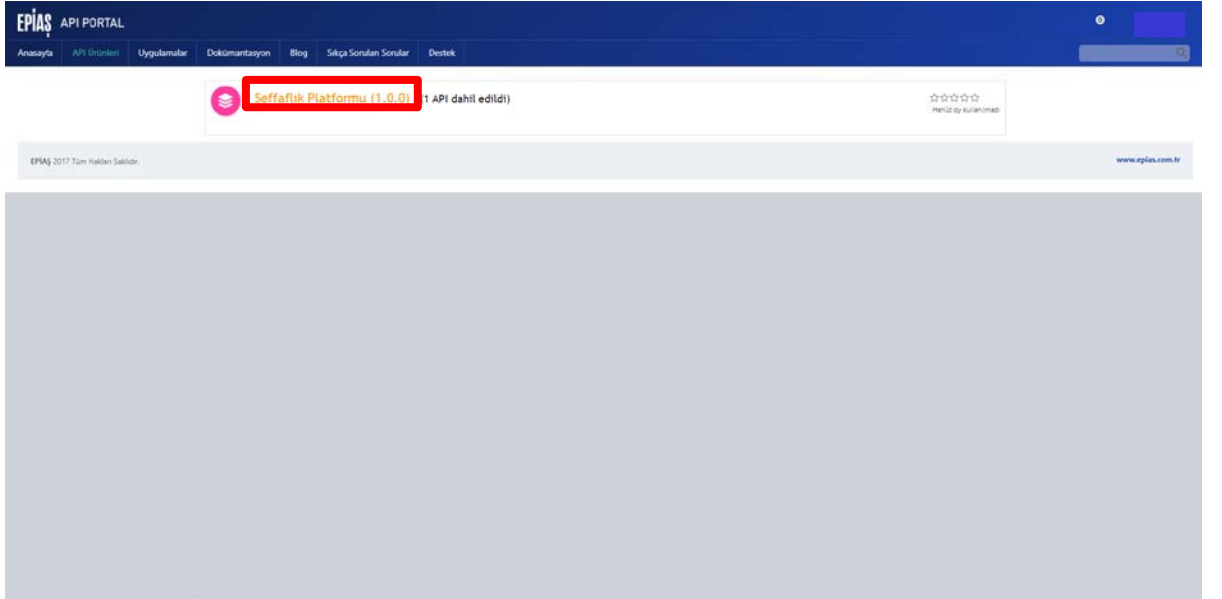 EPİAŞ API PORTAL
Anasayfa API Ürünleri Uygulamalar Dokümantasyon Blog Sıkça Sorulan Sorular Destek
Şeffaflık Platformu (1.0.0) (1 API dahil edildi)
Henüz oy kullanılmadı
EPİAŞ 2017 Tüm Hakları Saklıdır.
www.epias.com.tr